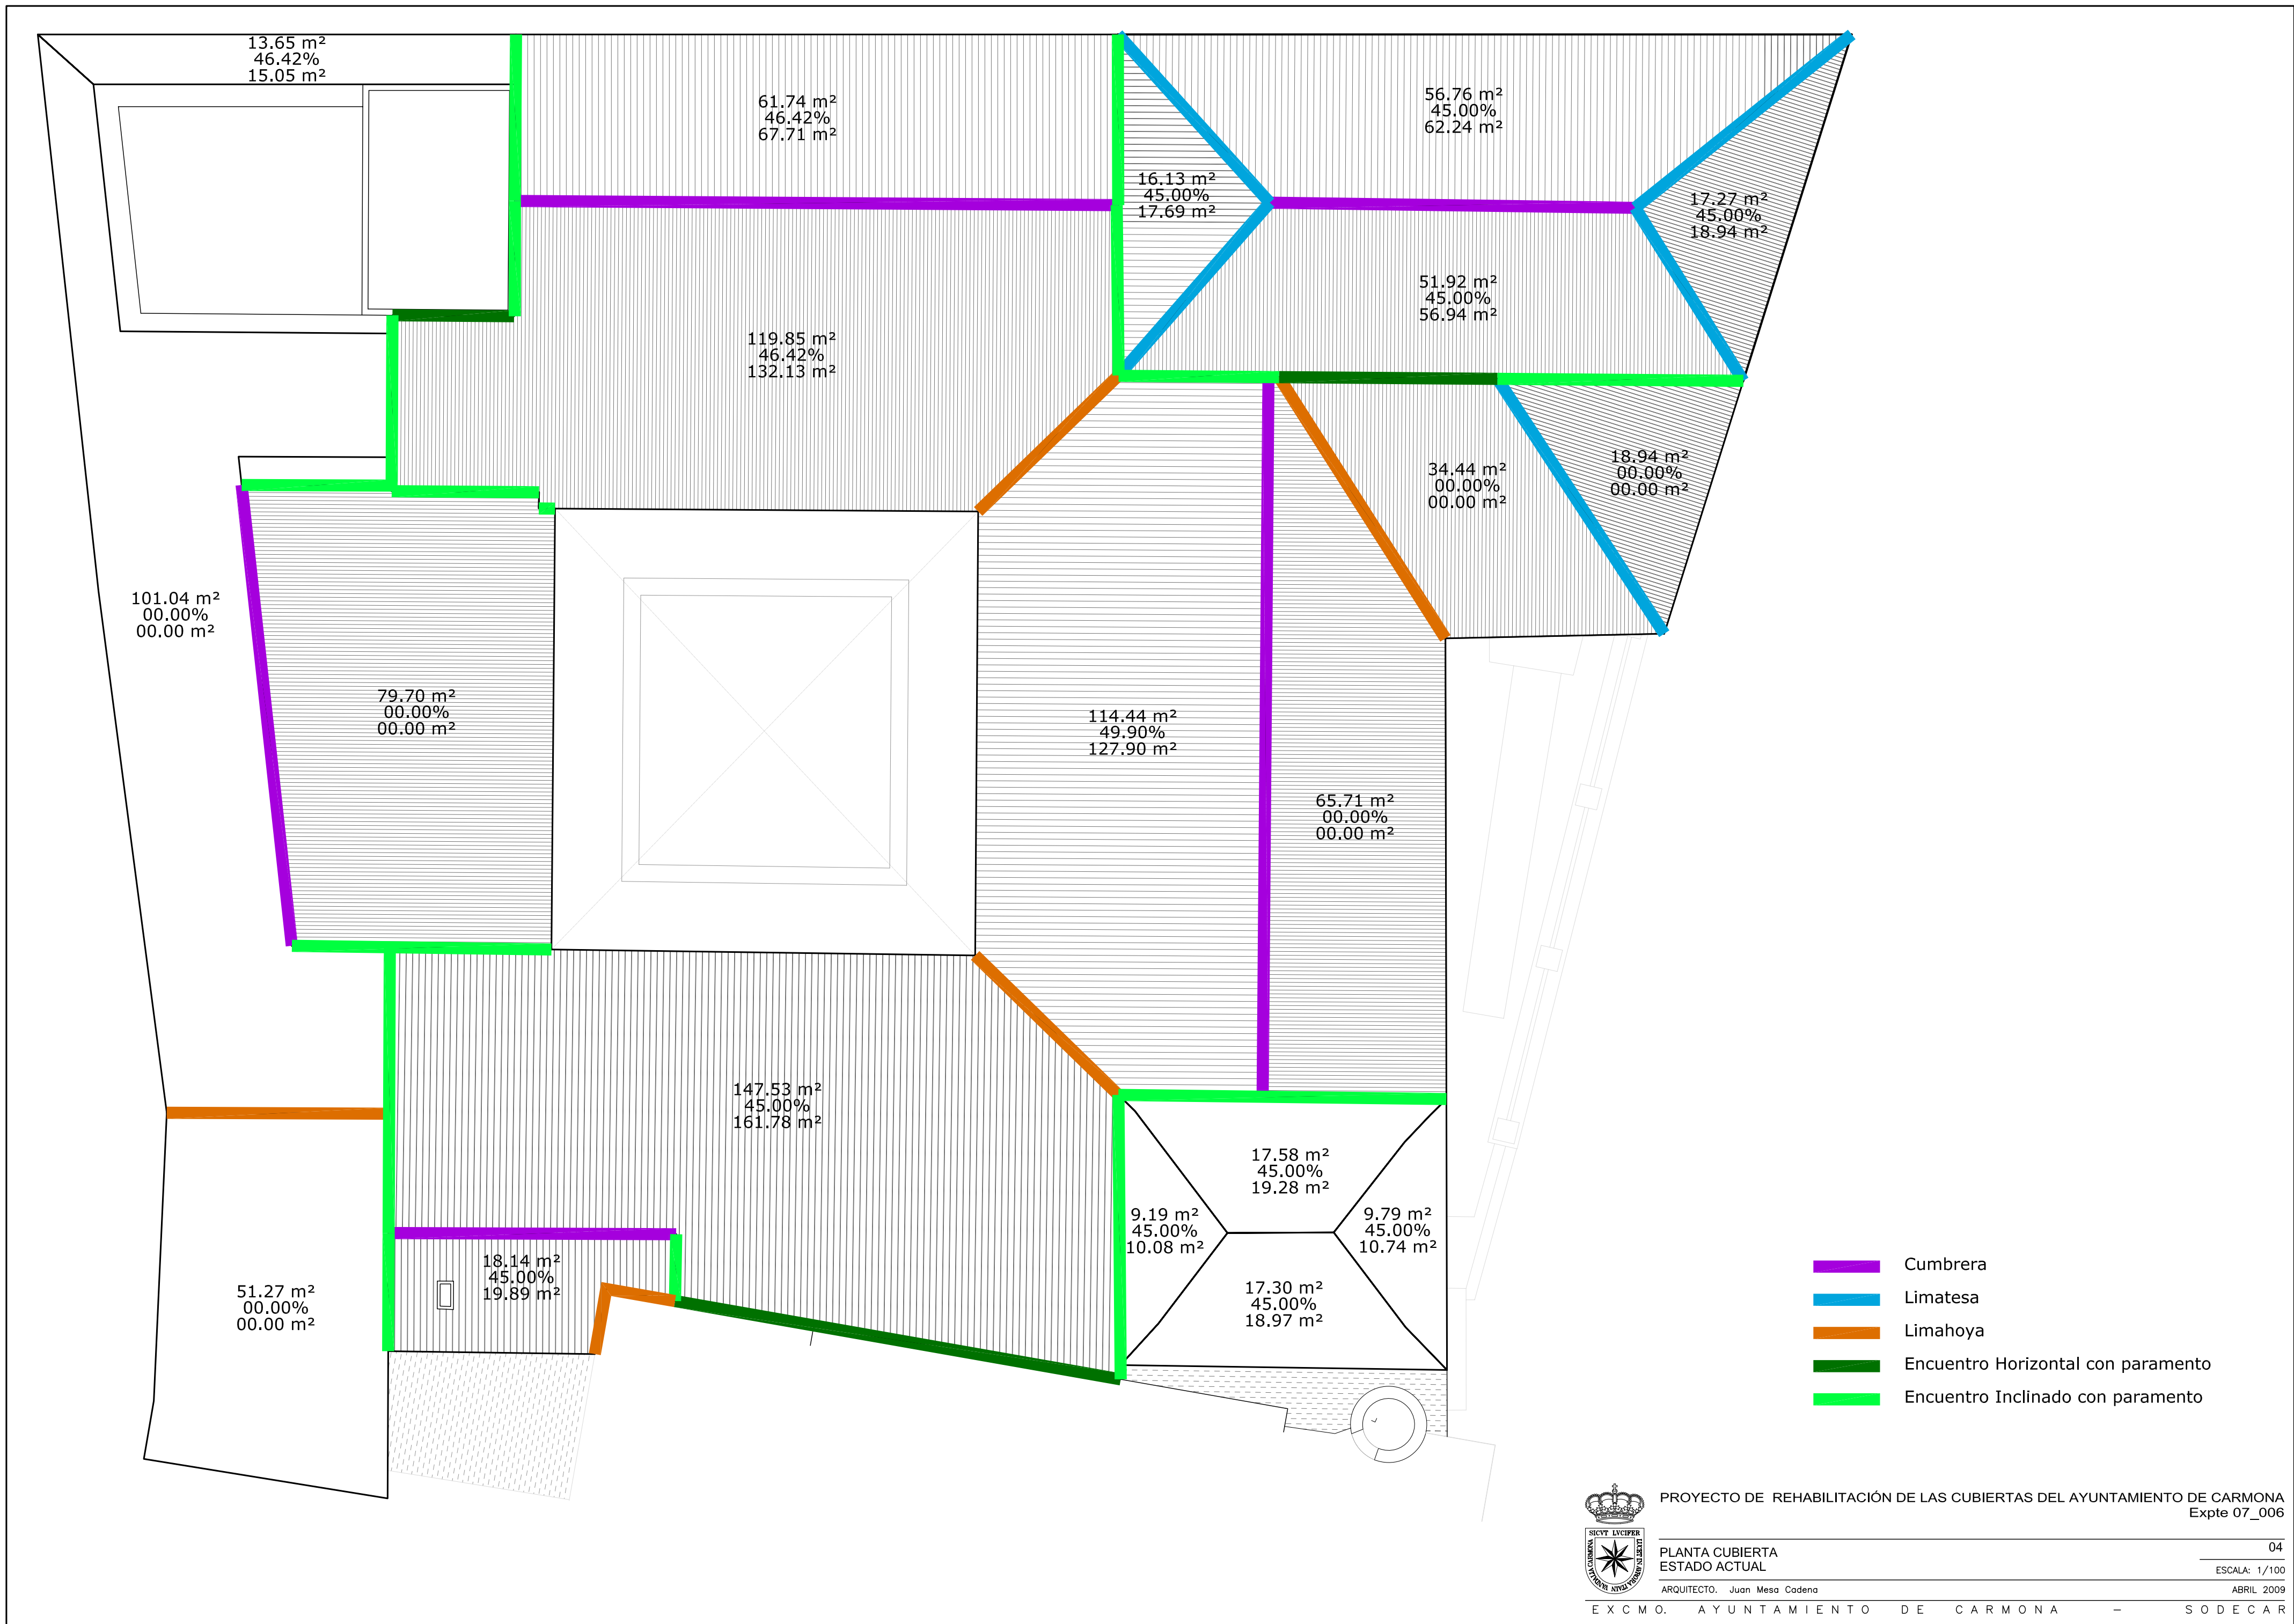 13.65 m²
46.42%
15.05 m²
61.74 m²
46.42%
67.71 m²
56.76 m²
45.00%
62.24 m²
16.13 m²
45.00%
17.69 m²
17.27 m²
45.00%
18.94 m²
51.92 m²
45.00%
56.94 m²
119.85 m²
46.42%
132.13 m²
34.44 m²
00.00%
00.00 m²
18.94 m²
00.00%
00.00 m²
101.04 m²
00.00%
00.00 m²
79.70 m²
00.00%
00.00 m²
114.44 m²
49.90%
127.90 m²
65.71 m²
00.00%
00.00 m²
147.53 m²
45.00%
161.78 m²
17.58 m²
45.00%
19.28 m²
9.19 m²
45.00%
10.08 m²
9.79 m²
45.00%
10.74 m²
18.14 m²
45.00%
19.89 m²
17.30 m²
45.00%
18.97 m²
51.27 m²
00.00%
00.00 m²
Cumbrera
Limatesa
Limahoya
Encuentro Horizontal con paramento
Encuentro Inclinado con paramento
PROYECTO DE REHABILITACIÓN DE LAS CUBIERTAS DEL AYUNTAMIENTO DE CARMONA
Expte 07_006
SICVT LVCIFER
PLANTA CUBIERTA
ESTADO ACTUAL
04
ESCALA: 1/100
ARQUITECTO. Juan Mesa Cadena
ABRIL 2009
EXCMO. AYUNTAMIENTO DE CARMONA – SODECAR